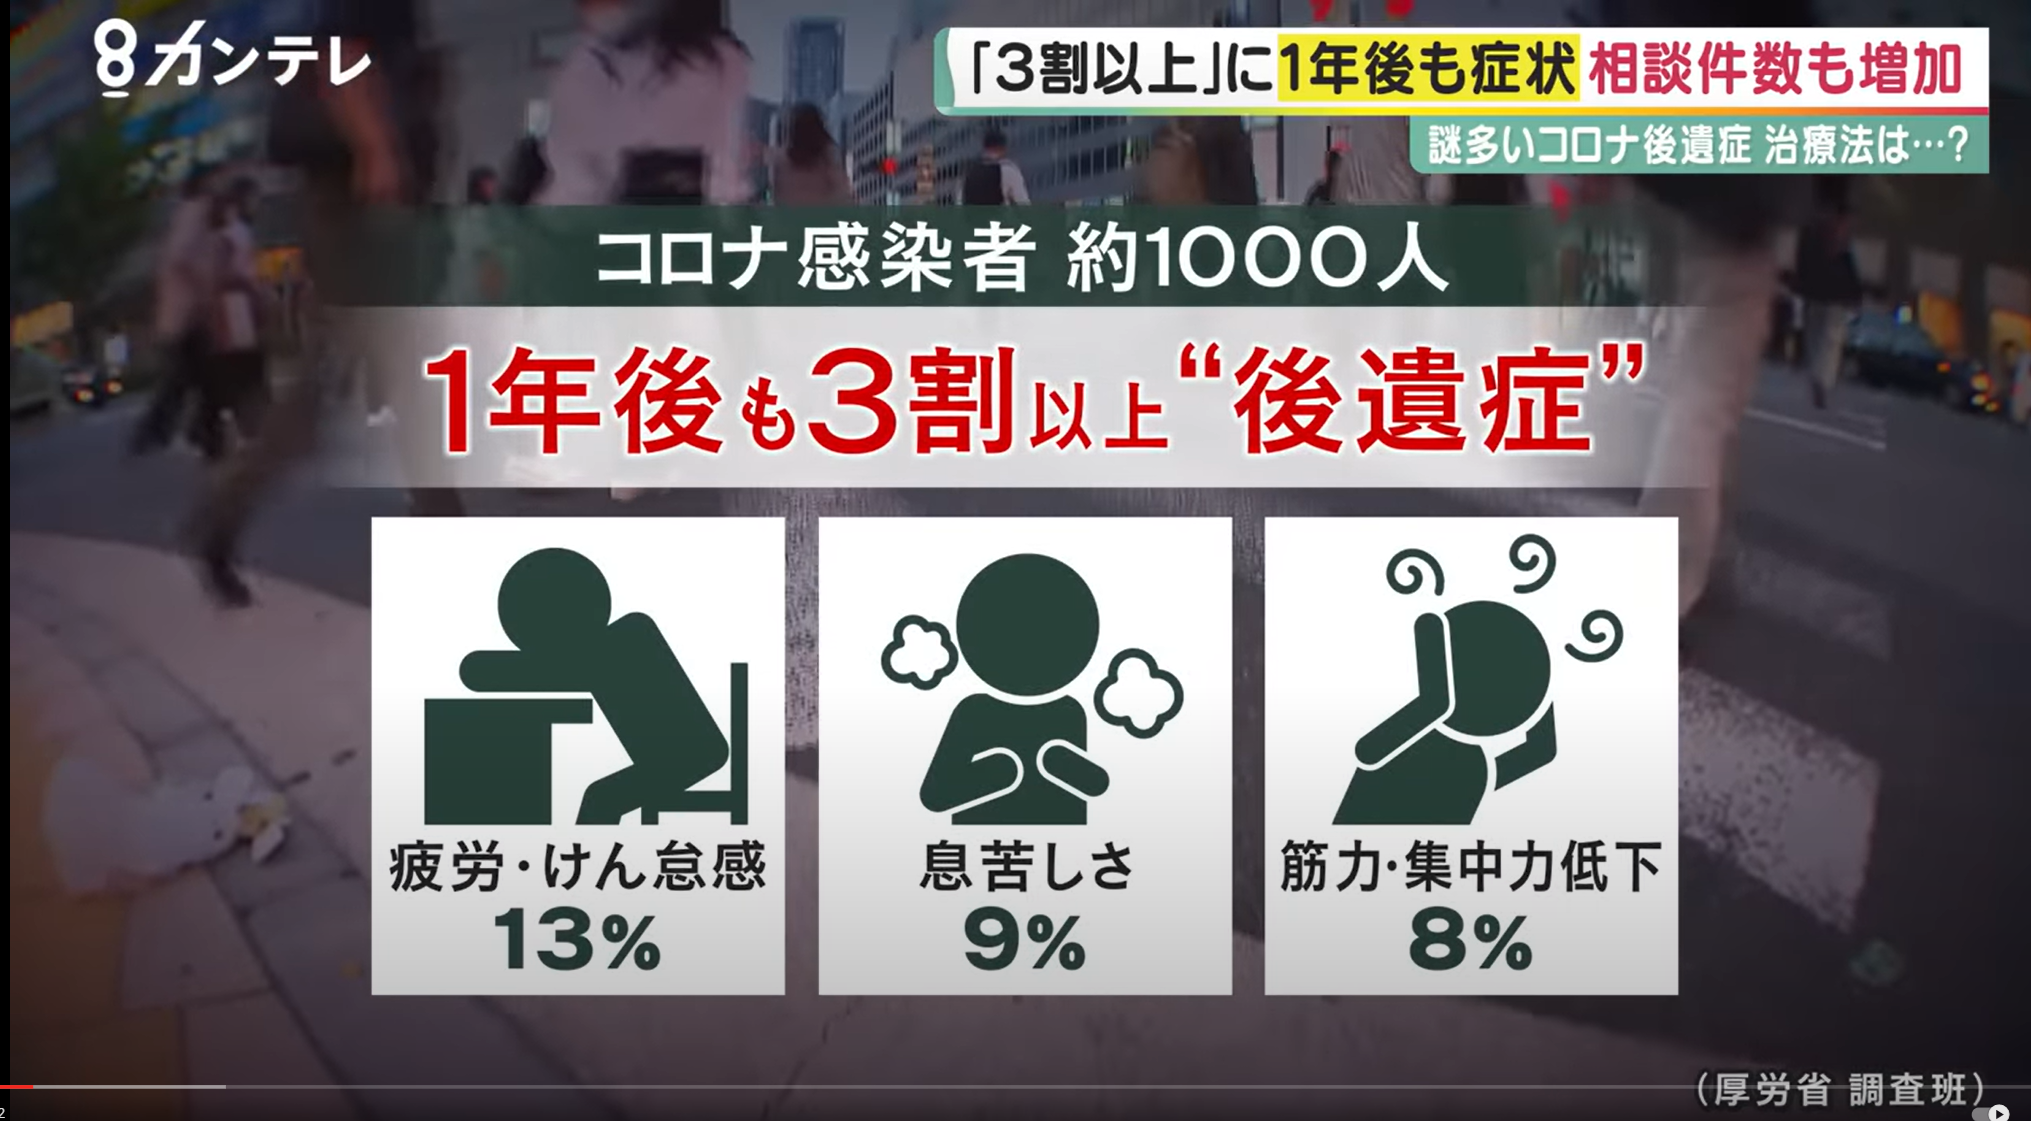 8カンテレ
「3割以上」に1年後も症状 相談件数も増加
謎多いコロナ後遺症 治療法は…?
コロナ感染者 約1000人
1年後も3割以上“後遺症”
疲労・けん怠感
13%
息苦しさ
9%
筋力・集中力低下
8%
(厚労省 調査班)
2